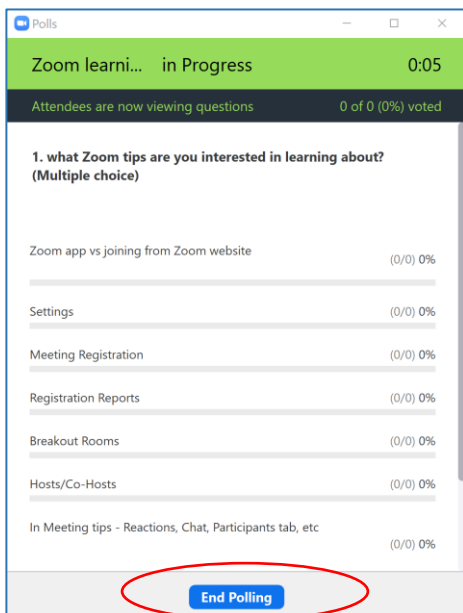 Polls
Zoom learni... in Progress 0:05
Attendees are now viewing questions 0 of 0 (0%) voted
1. what Zoom tips are you interested in learning about?
(Multiple choice)
Zoom app vs joining from Zoom website (0/0) 0%
Settings (0/0) 0%
Meeting Registration (0/0) 0%
Registration Reports (0/0) 0%
Breakout Rooms (0/0) 0%
Hosts/Co-Hosts (0/0) 0%
In Meeting tips - Reactions, Chat, Participants tab, etc
(0/0) 0%
End Polling